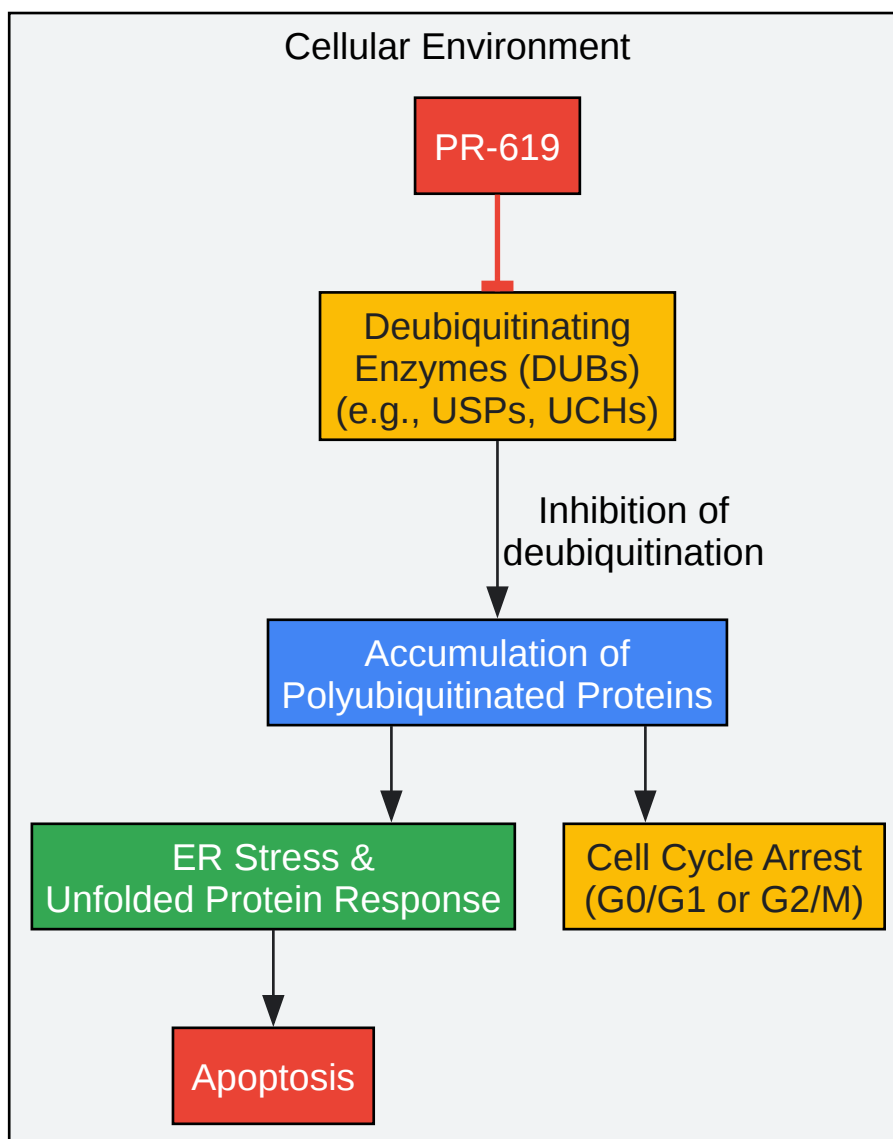 Cellular Environment
PR-619
Deubiquitinating
Enzymes (DUBs)
(e.g., USPs, UCHs)
Inhibition of
deubiquitination
Accumulation of
Polyubiquitinated Proteins
ER Stress &
Unfolded Protein Response
Cell Cycle Arrest
(G0/G1 or G2/M)
Apoptosis